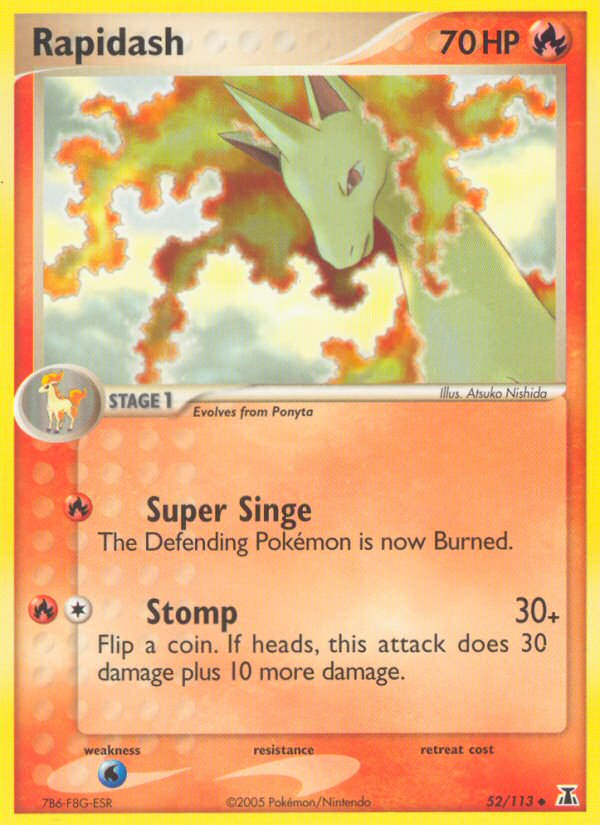 Rapidash 70 HP
Illus. Atsuko Nishida
STAGE 1
Evolves from Ponyta
Super Singe
The Defending Pokémon is now Burned.
Stomp 30+
Flip a coin. If heads, this attack does 30
damage plus 10 more damage.
weakness resistance retreat cost
7B6-F8G-ESR ©2005 Pokémon/Nintendo 52/113